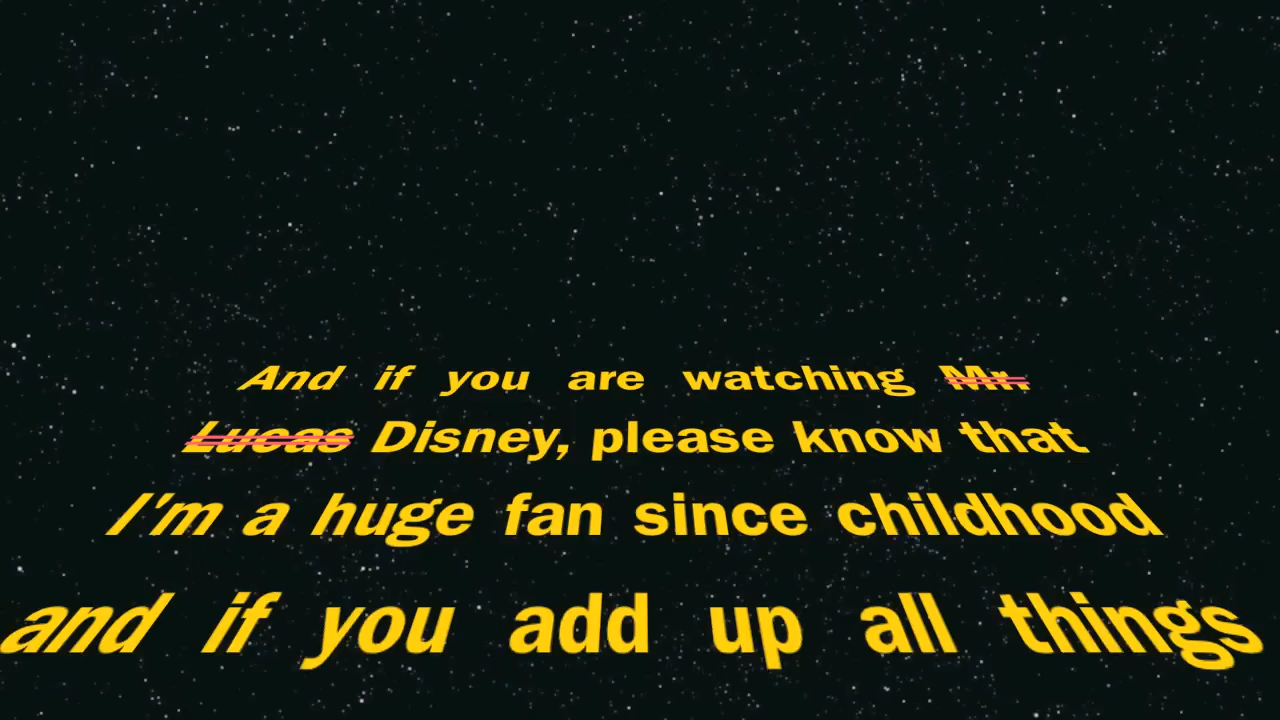 And if you are watching Mr.
Lucas Disney, please know that
I'm a huge fan since childhood
and if you add up all things